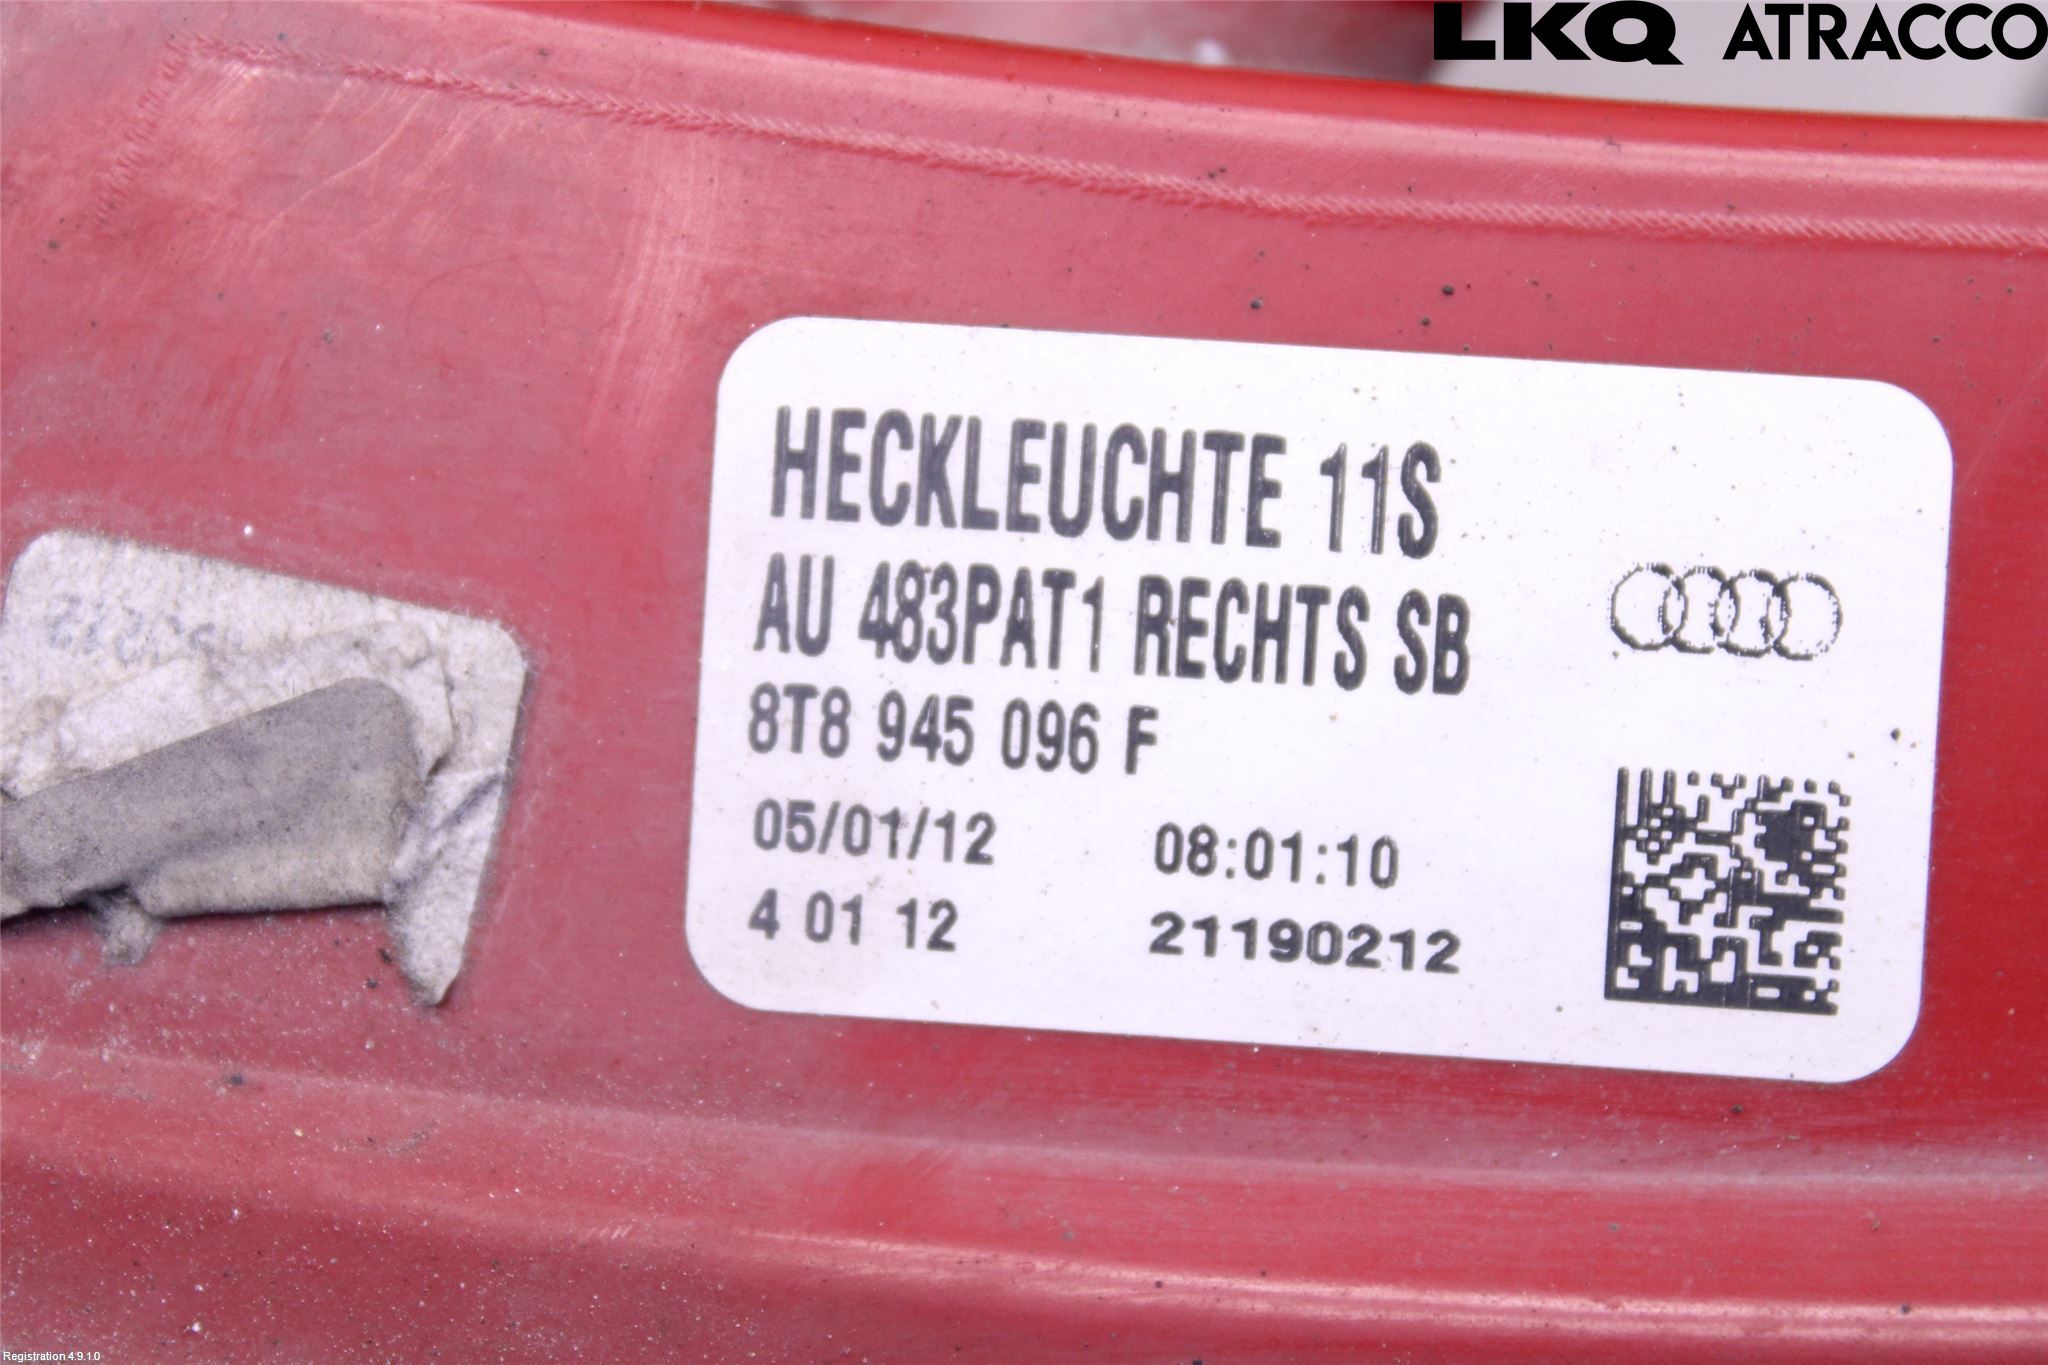 LKQ ATRACCO
HECKLEUCHTE 11S
AU 483PAT1 RECHTS SB
8T8 945 096 F
05/01/12 08:01:10
4 01 12 21190212
Registration 4.9.1.0